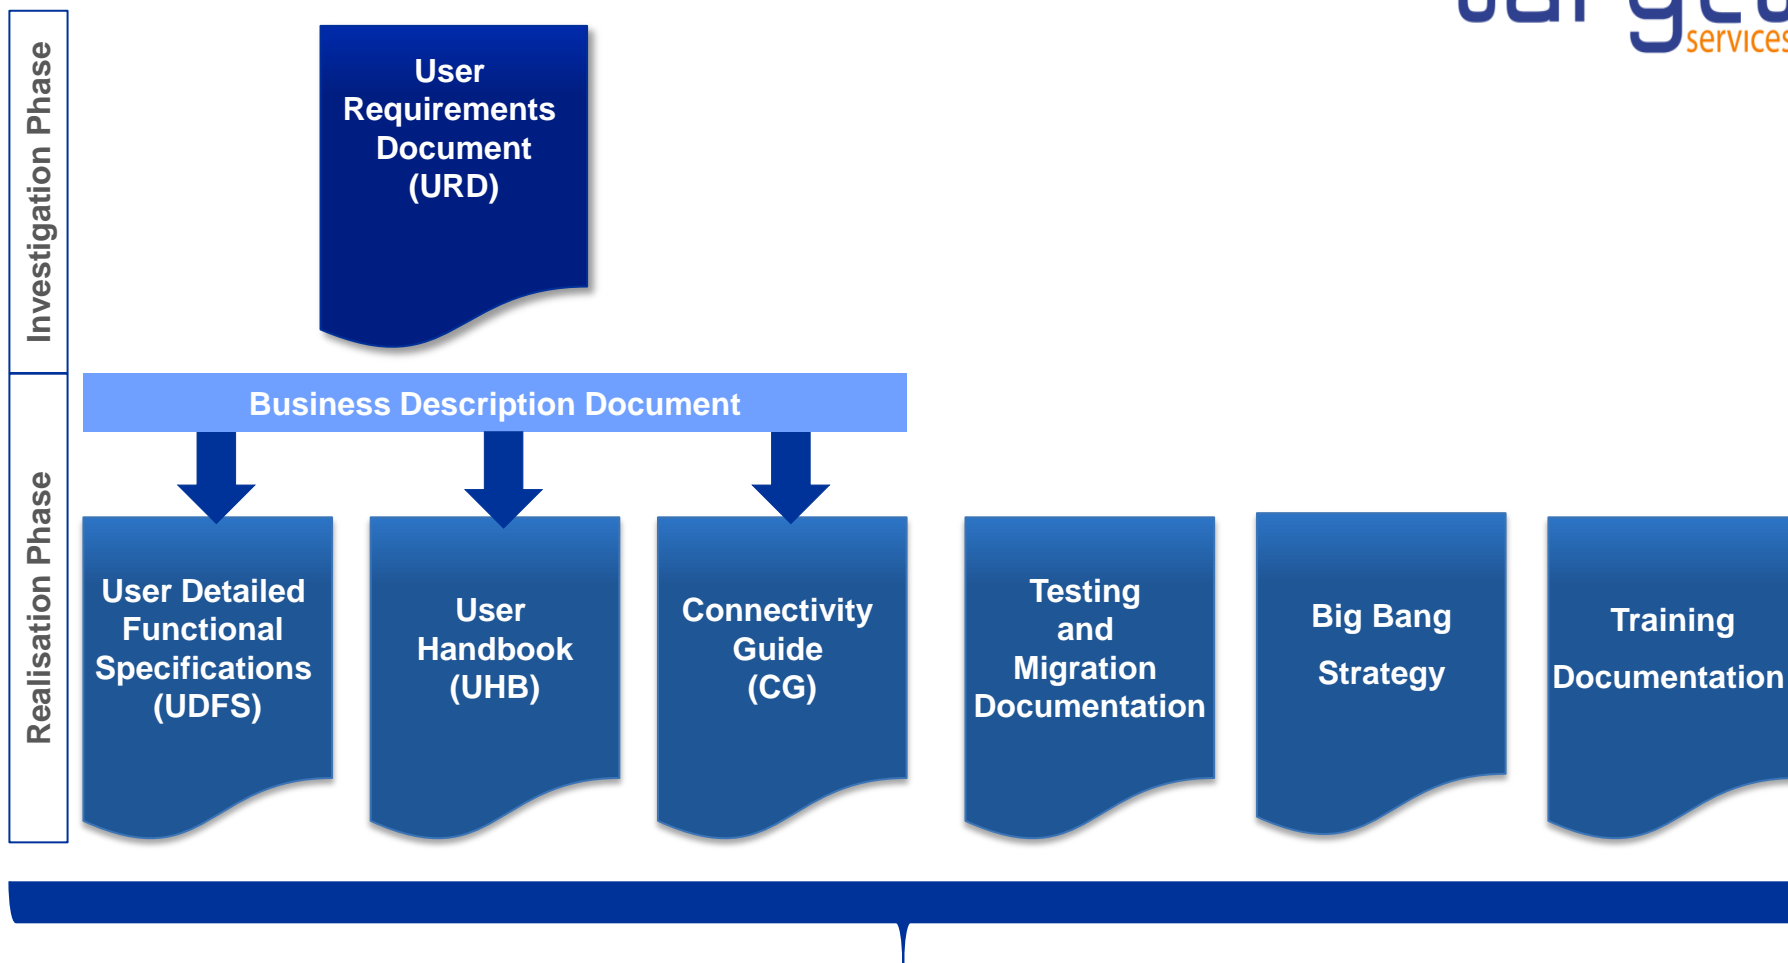 services
Investigation Phase
User
Requirements
Document
(URD)
Business Description Document
Realisation Phase
User Detailed
Functional
Specifications
(UDFS)
User
Handbook
(UHB)
Connectivity
Guide
(CG)
Testing
and
Migration
Documentation
Big Bang
Strategy
Training
Documentation